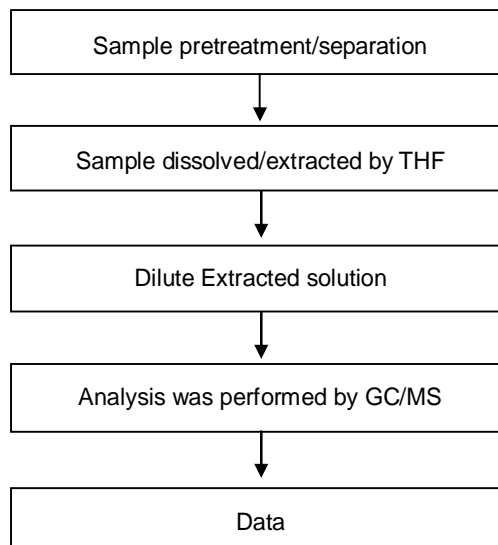 Sample pretreatment/separation
Sample dissolved/extracted by THF
Dilute Extracted solution
Analysis was performed by GC/MS
Data